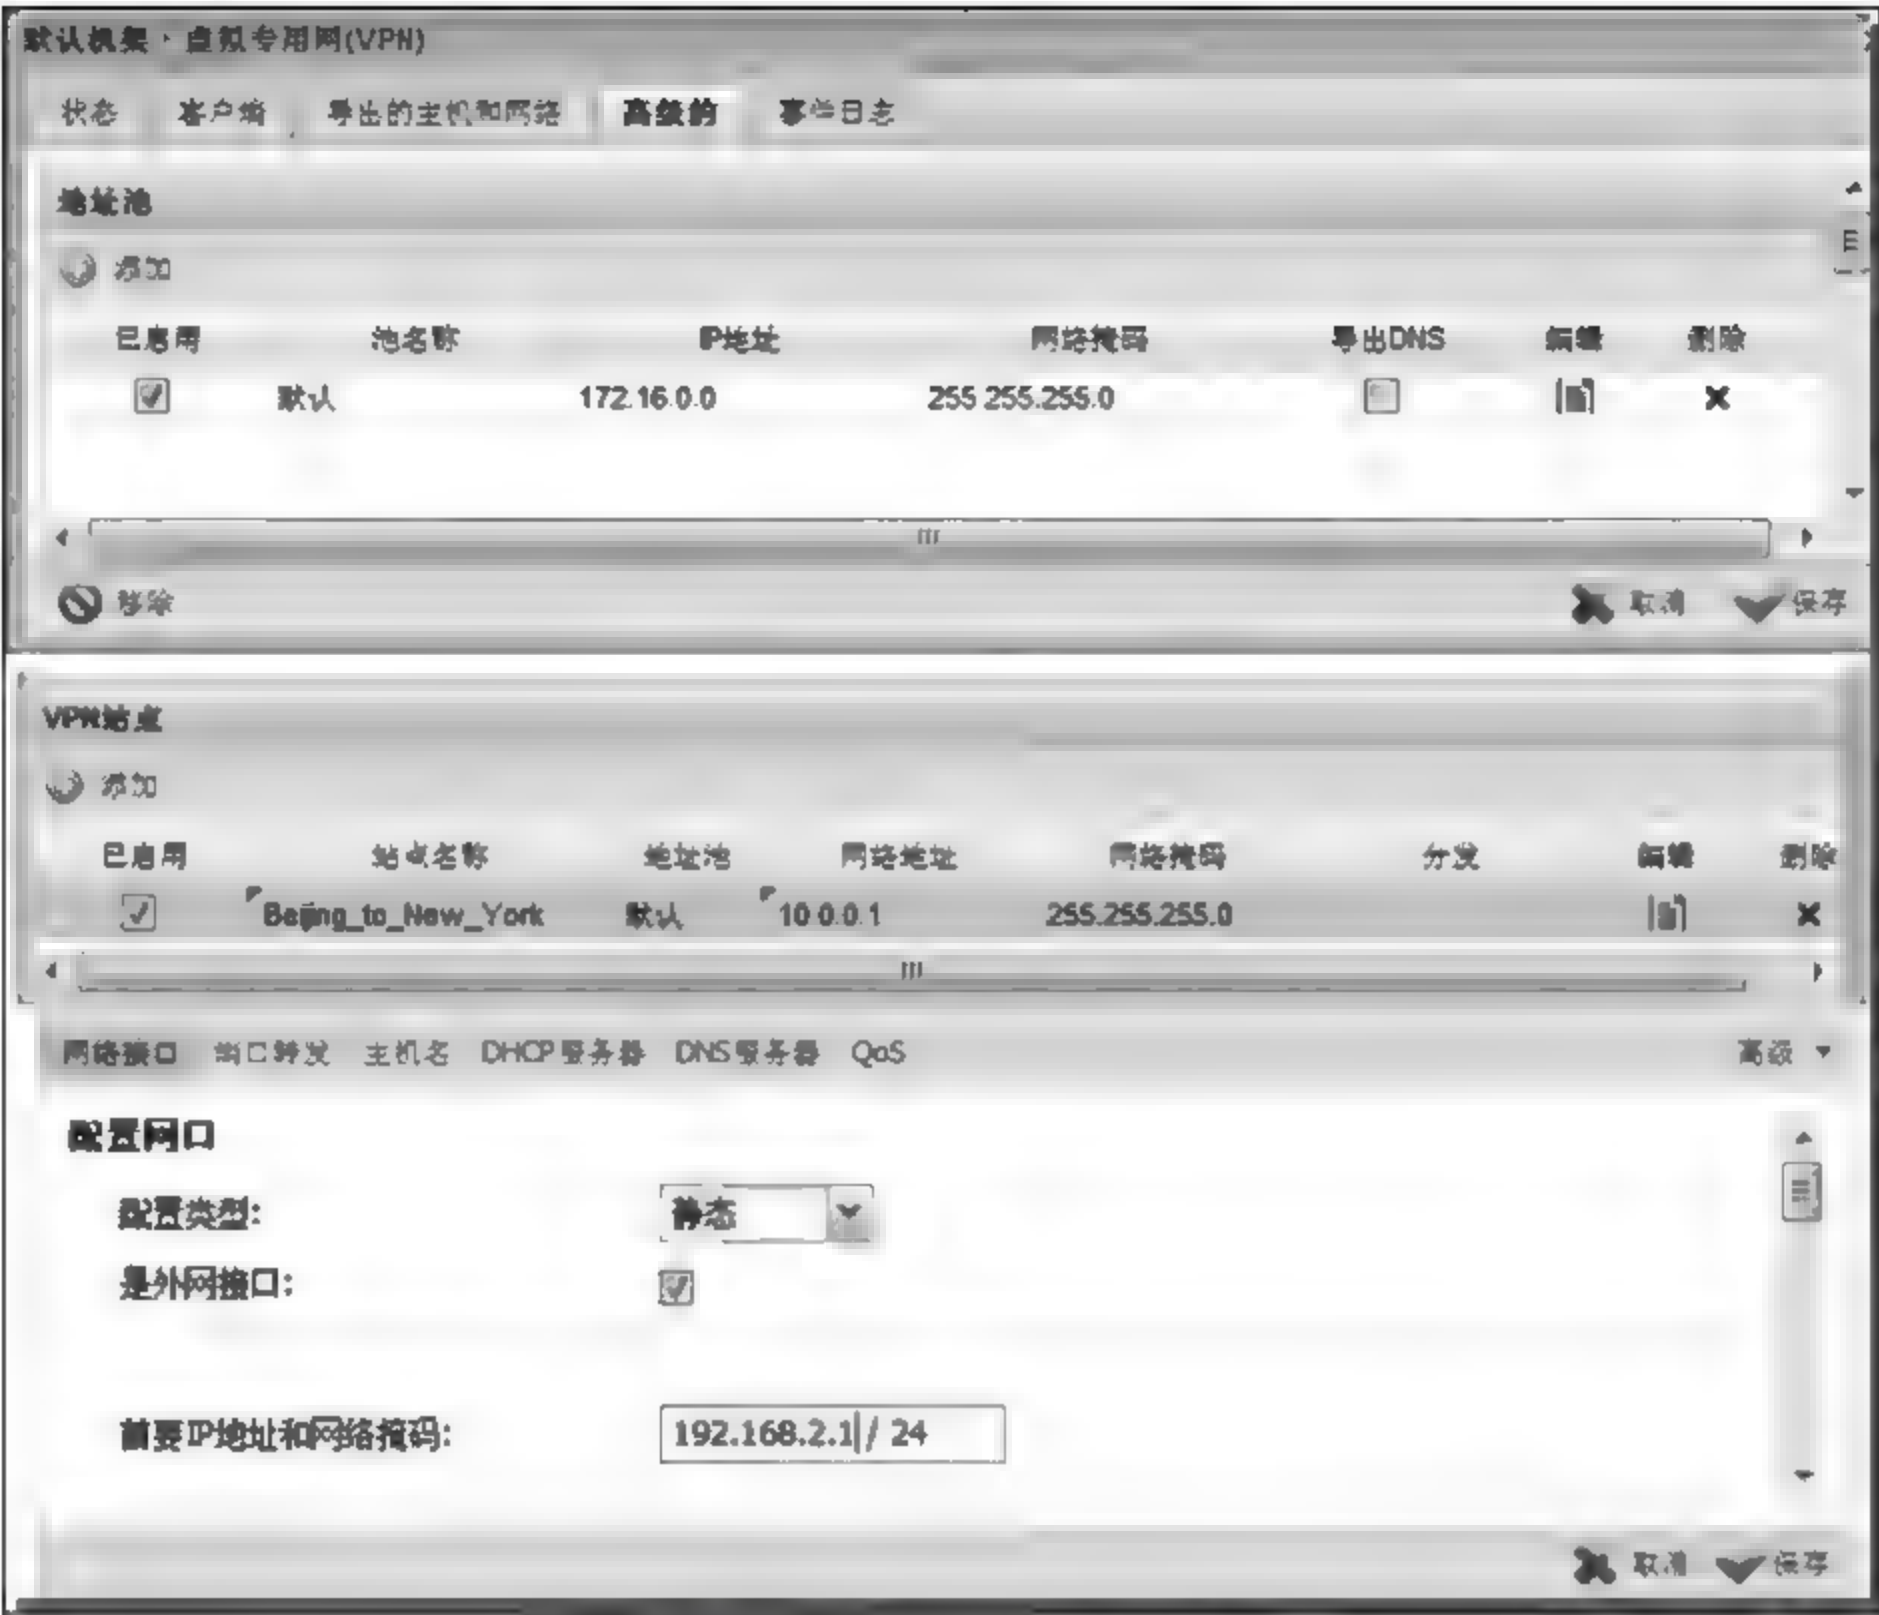 默认机架 · 虚拟专用网(VPN)
状态 客户端 导出的主机和网络 高级的 事件日志
地址池
添加
已启用 池名称 IP地址 网络掩码 导出DNS 编辑 删除
默认 172.16.0.0 255.255.255.0
移除 取消 保存
VPN站点
添加
已启用 站点名称 地址池 网络地址 网络掩码 分发 编辑 删除
Beijing_to_New_York 默认 10.0.0.1 255.255.255.0
网络接口 端口转发 主机名 DHCP服务器 DNS服务器 QoS 高级
配置网口
配置类型: 静态
是外网接口:
首要IP地址和网络掩码: 192.168.2.1 / 24
取消 保存